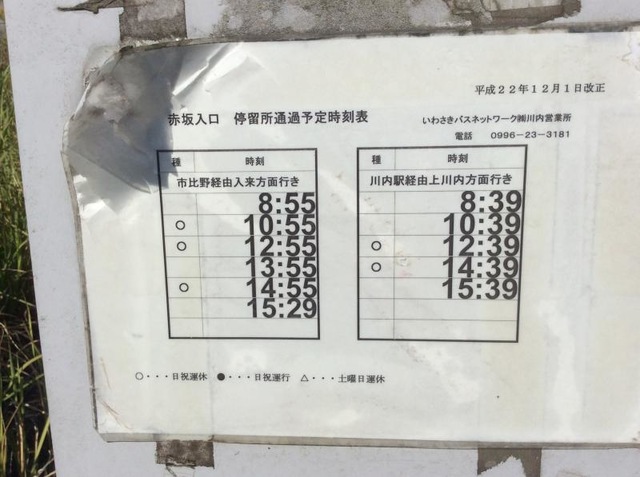 平成２２年１２月１日改正
赤坂入口　停留所通過予定時刻表
いわさきバスネットワーク㈱川内営業所
電話　0996-23-3181
種 時刻
市比野経由入来方面行き
8:55
○ 10:55
○ 12:55
13:55
○ 14:55
15:29
種 時刻
川内駅経由上川内方面行き
8:39
10:39
○ 12:39
○ 14:39
15:39
○・・・日祝運休　●・・・日祝運行　△・・・土曜日運休